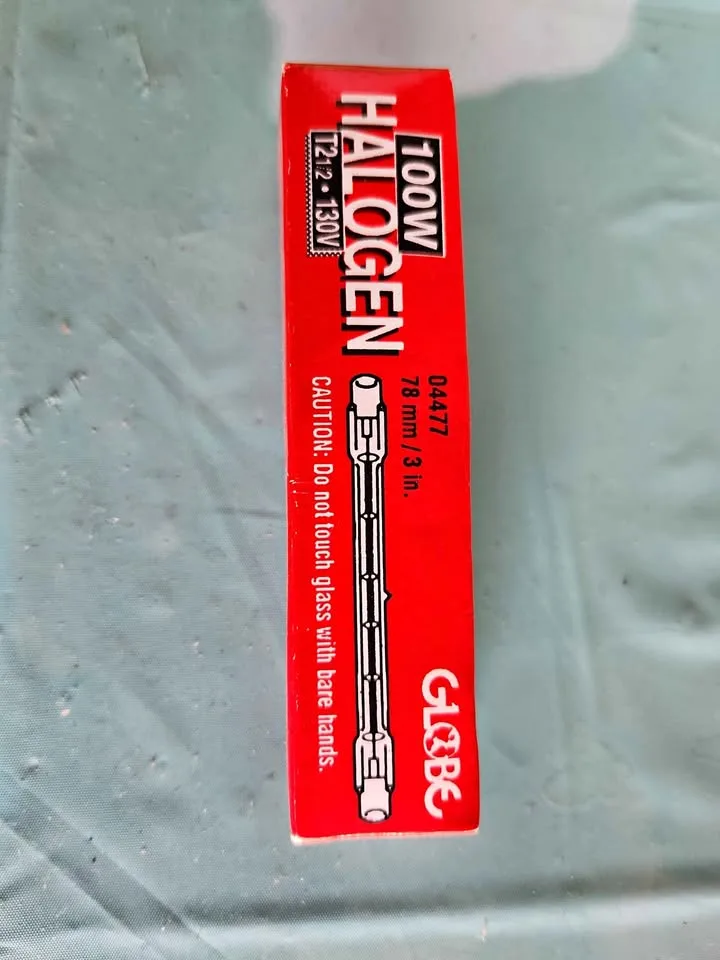 100W
HALOGEN
T2 1/2 • 130V
04477
78 mm / 3 in.
CAUTION: Do not touch glass with bare hands.
GLOBE